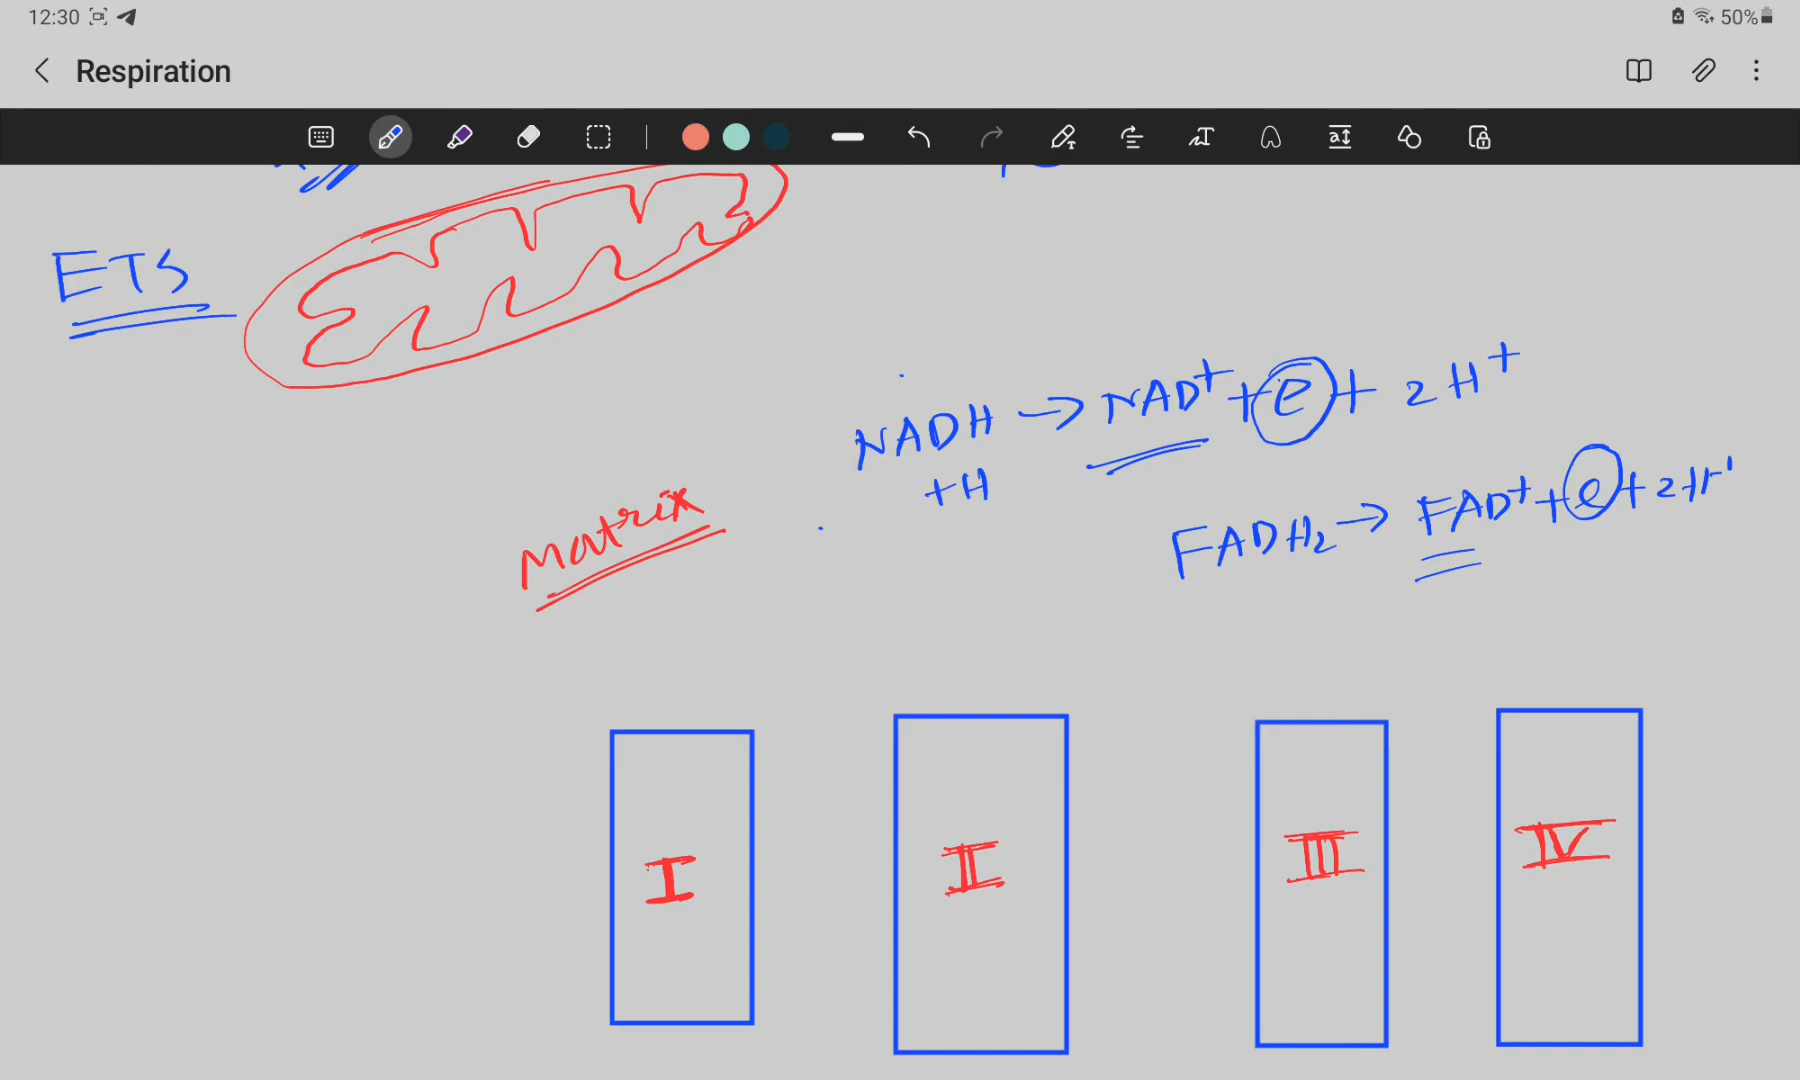 12:30
50%
Respiration
ETS
NADH → NAD⁺ + e + 2H⁺
+H
FADH₂ → FAD⁺ + e + 2H
Matrix
I
II
III
IV